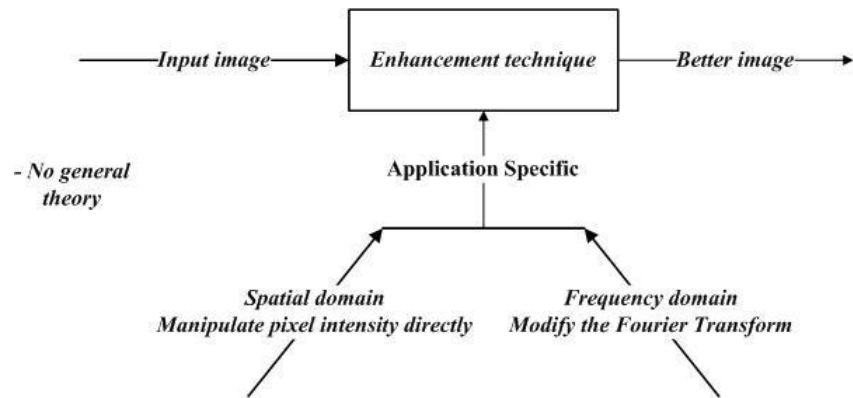 Input image
Enhancement technique
Better image
- No general
theory
Application Specific
Spatial domain
Manipulate pixel intensity directly
Frequency domain
Modify the Fourier Transform